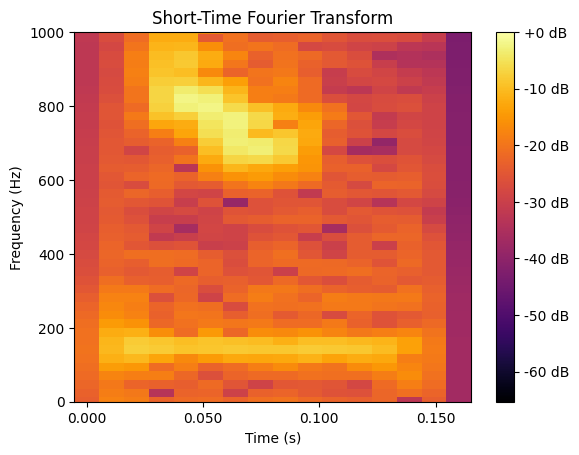 Short-Time Fourier Transform
1000
800
600
400
200
0
Frequency (Hz)
0.000
0.050
0.100
0.150
Time (s)
+0 dB
-10 dB
-20 dB
-30 dB
-40 dB
-50 dB
-60 dB